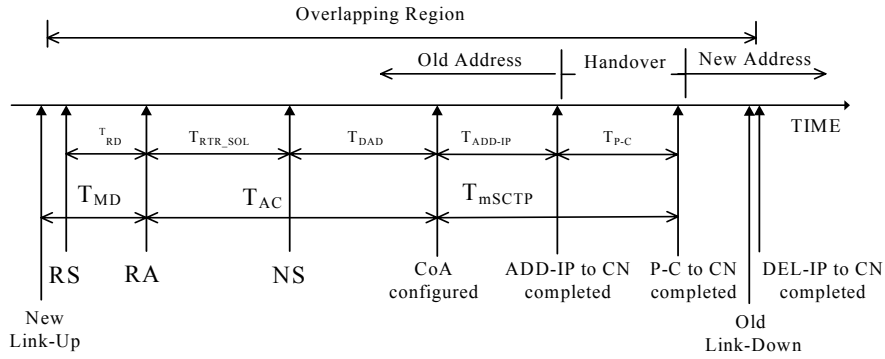 Overlapping Region
Old Address
Handover
New Address
TIME
T_RD
T_RTR_SOL
T_DAD
T_ADD-IP
T_P-C
T_MD
T_AC
T_mSCTP
RS
RA
NS
CoA
configured
ADD-IP to CN
completed
P-C to CN
completed
DEL-IP to CN
completed
New
Link-Up
Old
Link-Down